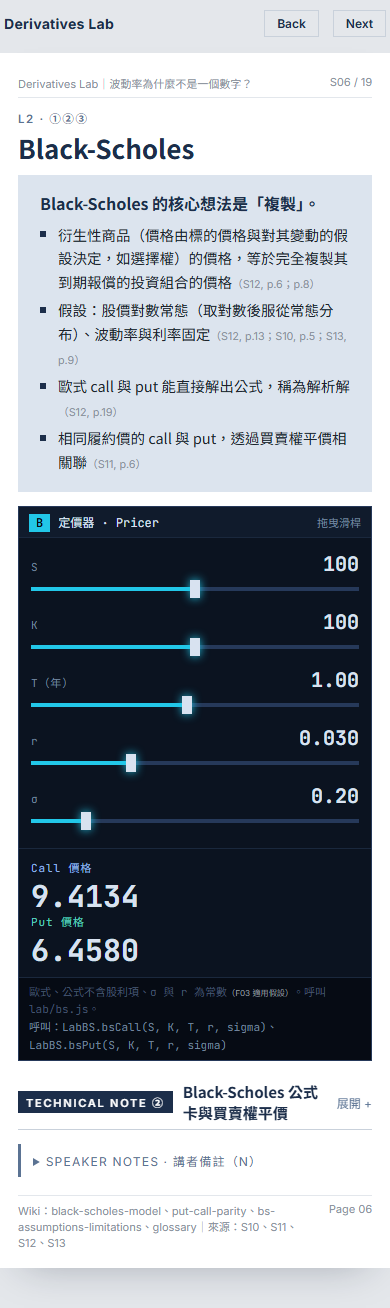 Derivatives Lab
Back
Next
Derivatives Lab｜波動率為什麼不是一個數字？
S06 / 19
L2 · ①②③
Black-Scholes
Black-Scholes 的核心想法是「複製」。
衍生性商品（價格由標的價格與對其變動的假
設決定，如選擇權）的價格，等於完全複製其
到期報償的投資組合的價格（S12, p.6；p.8）
假設：股價對數常態（取對數後服從常態分
布）、波動率與利率固定（S12, p.13；S10, p.5；S13,
p.9）
歐式 call 與 put 能直接解出公式，稱為解析解
（S12, p.19）
相同履約價的 call 與 put，透過買賣權平價相
關聯（S11, p.6）
B 定價器 · Pricer
拖曳滑桿
S
100
K
100
T（年）
1.00
r
0.030
σ
0.20
Call 價格
9.4134
Put 價格
6.4580
歐式、公式不含股利項、σ 與 r 為常數（F03 適用假設）。呼叫
lab/bs.js。
呼叫：LabBS.bsCall(S, K, T, r, sigma)、
LabBS.bsPut(S, K, T, r, sigma)
TECHNICAL NOTE ②
Black-Scholes 公式
卡與買賣權平價
展開 +
▶ SPEAKER NOTES · 講者備註（N）
Wiki：black-scholes-model、put-call-parity、bs-
assumptions-limitations、glossary｜來源：S10、S11、
S12、S13
Page 06